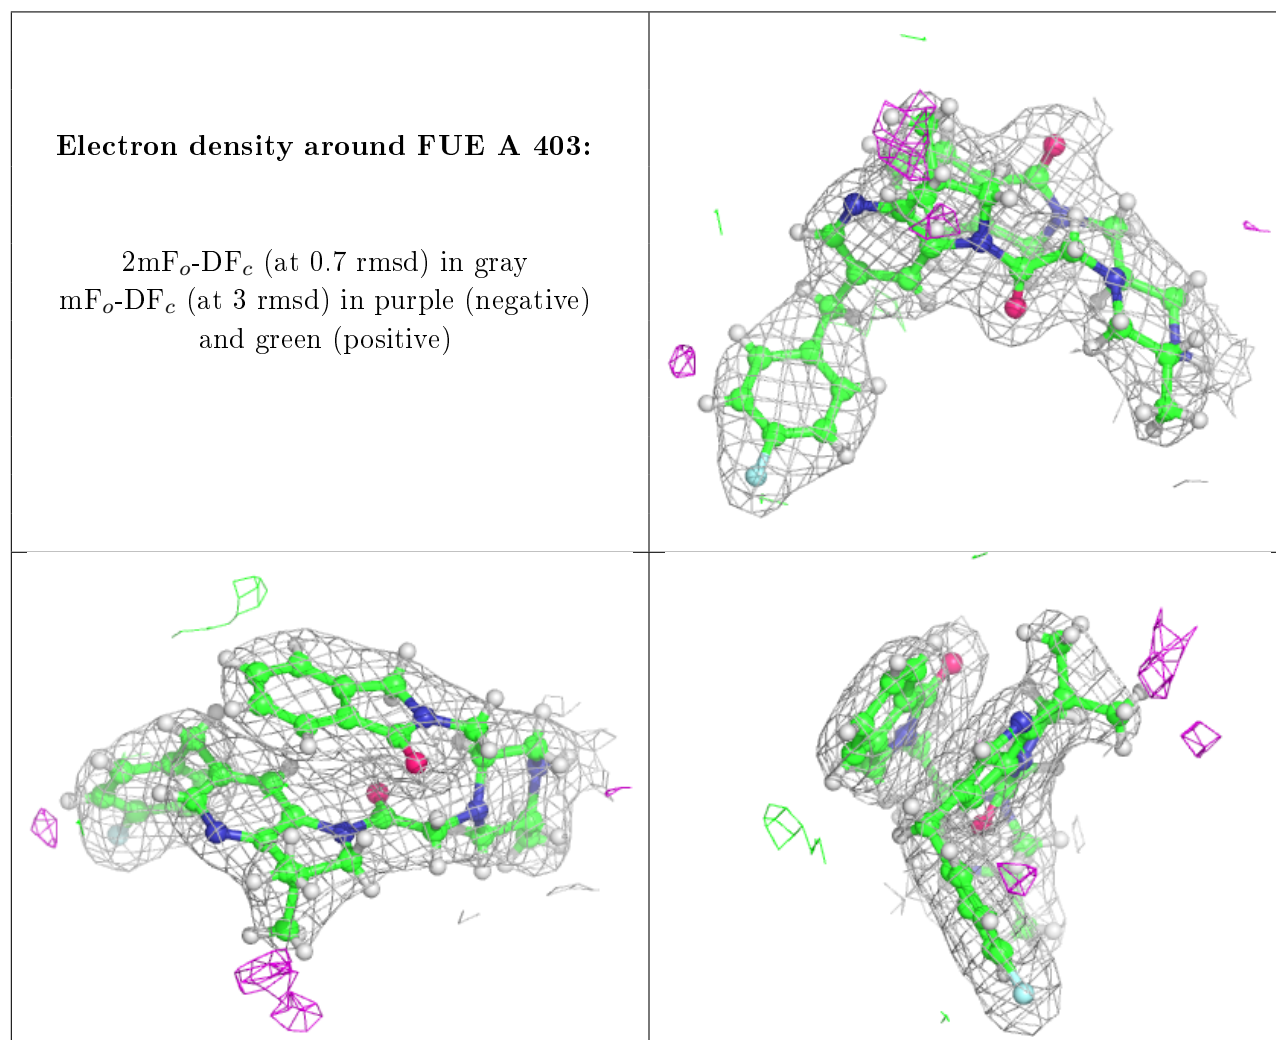 Electron density around FUE A 403:
2mFo-DFc (at 0.7 rmsd) in gray
mFo-DFc (at 3 rmsd) in purple (negative)
and green (positive)